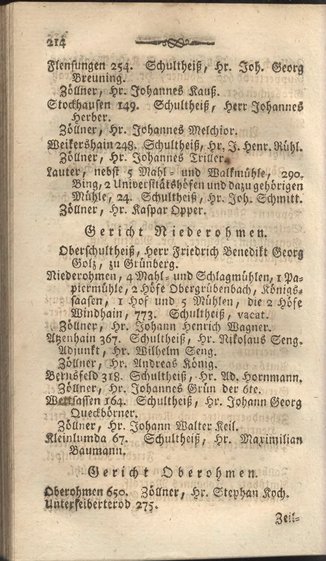 214
Flensungen 254. Schultheiß, Hr. Joh. Georg
Breuning.
Zöllner, Hr. Johannes Kauß.
Stockhausen 149. Schultheiß, Herr Johannes
Herber.
Zöllner, Hr. Johannes Melchior.
Weikershain 248. Schultheiß, Hr. J. Henr. Rühl.
Zöllner, Hr. Johannes Triller.
Lauter, nebst 5 Mahl- und Walkmühle, 290.
Bing, 2 Universitätshöfen und dazu gehörigen
Mühle, 24. Schultheiß, Hr. Joh. Schmitt.
Zöllner, Hr. Kaspar Opper.
Gericht Niederohmen.
Oberschultheiß, Herr Friedrich Benedikt Georg
Golz, zu Grünberg.
Niederohmen, 4 Mahl- und Schlagmühlen, 1 Pa-
piermühle, 2 Höfe Obergrübenbach, Königs-
saasen, 1 Hof und 5 Mühlen, die 2 Höfe
Windhain, 773. Schultheiß, vacat.
Zöllner, Hr. Johann Henrich Wagner.
Atzenhain 367. Schultheiß, Hr. Nikolaus Seng.
Adjunkt, Hr. Wilhelm Seng.
Zöllner, Hr. Andreas König.
Bernsfeld 318. Schultheiß, Hr. Ad. Hornmann.
Zöllner, Hr. Johannes Grün der 6te.
Wettsassen 164. Schultheiß, Hr. Johann Georg
Queckbörner.
Zöllner, Hr. Johann Walter Keil.
Kleinlumda 67. Schultheiß, Hr. Maximilian
Baumann.
Gericht Oberohmen.
Oberohmen 650. Zöllner, Hr. Stephan Koch.
Unterseiberterod 275.
Zeil-